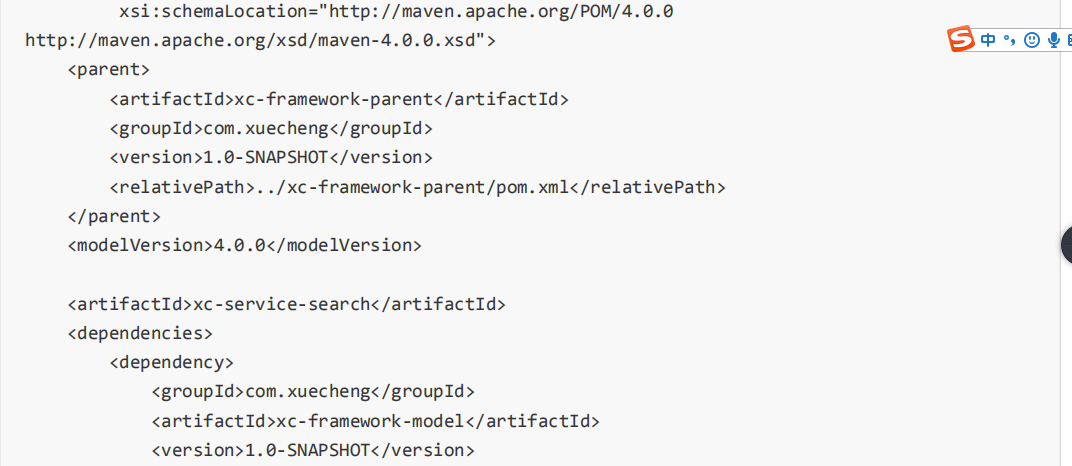 xsi:schemaLocation="http://maven.apache.org/POM/4.0.0
http://maven.apache.org/xsd/maven-4.0.0.xsd">
<parent>
<artifactId>xc-framework-parent</artifactId>
<groupId>com.xuecheng</groupId>
<version>1.0-SNAPSHOT</version>
<relativePath>../xc-framework-parent/pom.xml</relativePath>
</parent>
<modelVersion>4.0.0</modelVersion>
<artifactId>xc-service-search</artifactId>
<dependencies>
<dependency>
<groupId>com.xuecheng</groupId>
<artifactId>xc-framework-model</artifactId>
<version>1.0-SNAPSHOT</version>
S 中 °,